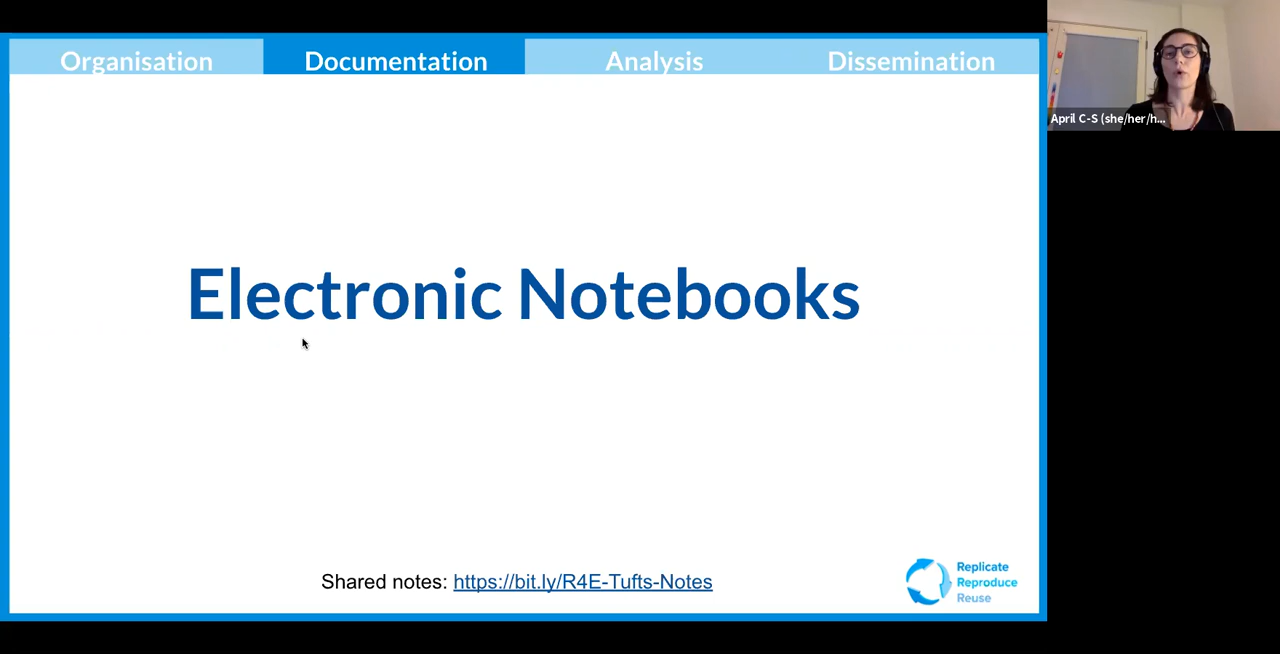 Organisation Documentation Analysis Dissemination
April C-S (she/her/h...
Electronic Notebooks
Shared notes: https://bit.ly/R4E-Tufts-Notes
Replicate
Reproduce
Reuse